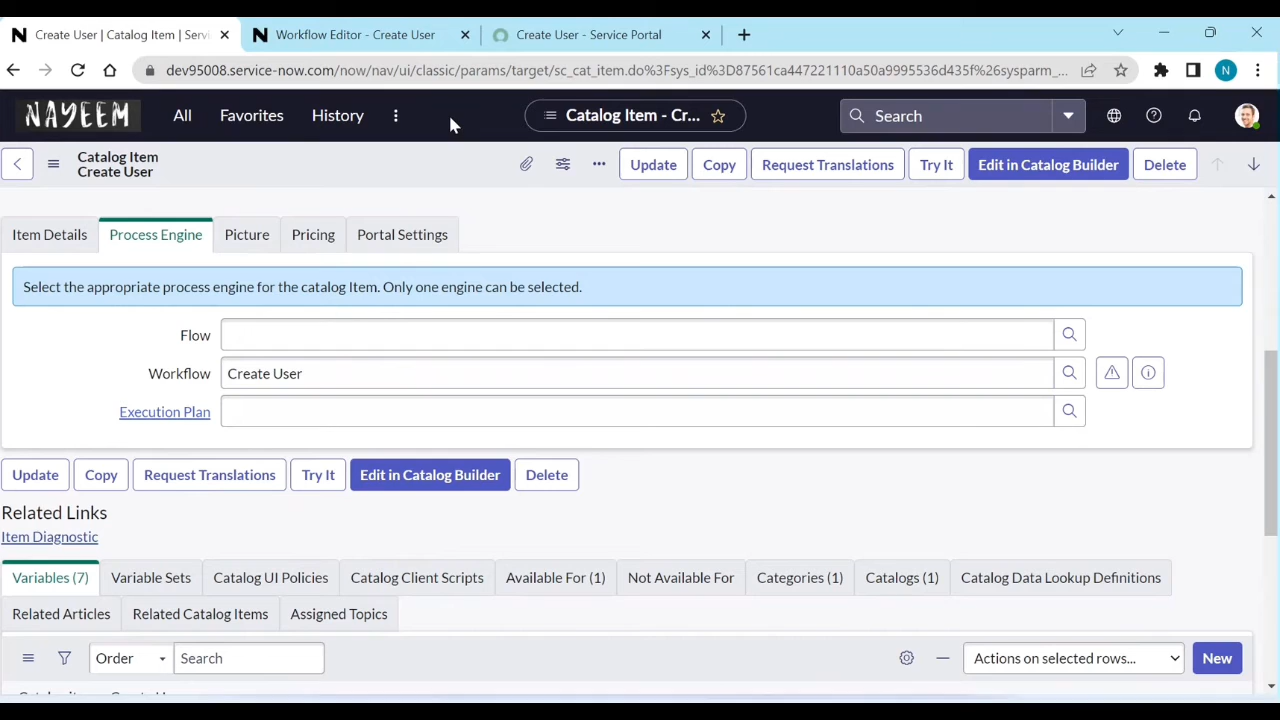 Create User | Catalog Item | Servi
Workflow Editor - Create User
Create User - Service Portal
dev95008.service-now.com/now/nav/ui/classic/params/target/sc_cat_item.do%3Fsys_id%3D87561ca447221110a50a9995536d435f%26sysparm_...
N
NAYEEM
All
Favorites
History
Catalog Item - Cr...
Search
Catalog Item
Create User
Update
Copy
Request Translations
Try It
Edit in Catalog Builder
Delete
Item Details
Process Engine
Picture
Pricing
Portal Settings
Select the appropriate process engine for the catalog Item. Only one engine can be selected.
Flow
Workflow
Create User
Execution Plan
Update
Copy
Request Translations
Try It
Edit in Catalog Builder
Delete
Related Links
Item Diagnostic
Variables (7)
Variable Sets
Catalog UI Policies
Catalog Client Scripts
Available For (1)
Not Available For
Categories (1)
Catalogs (1)
Catalog Data Lookup Definitions
Related Articles
Related Catalog Items
Assigned Topics
Order
Search
Actions on selected rows...
New